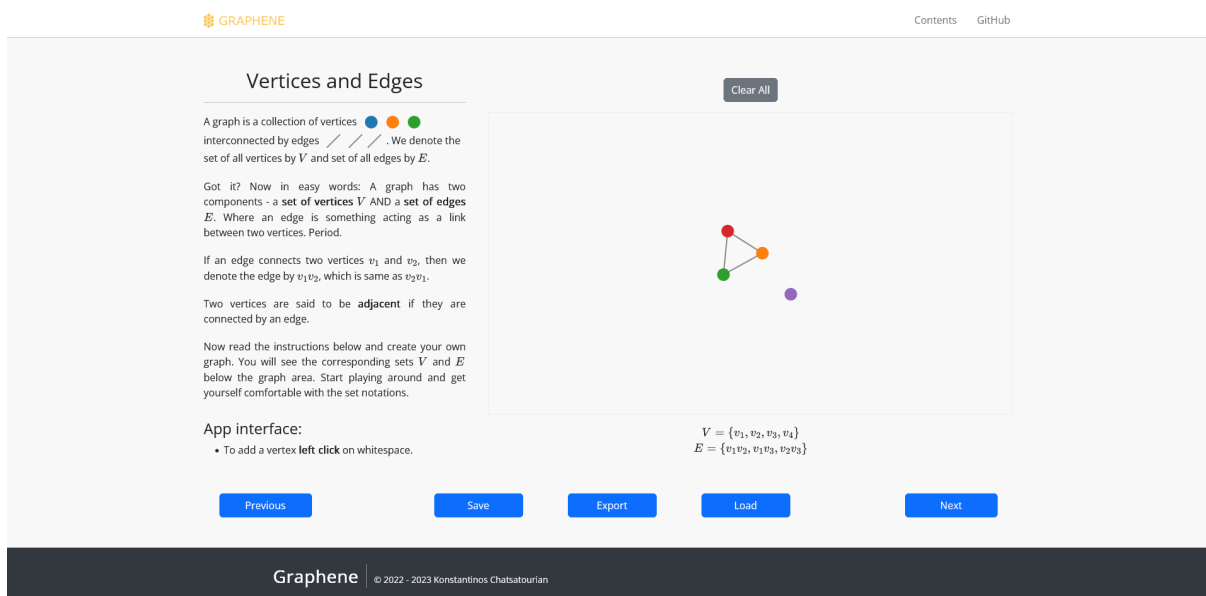 GRAPHENE
Contents GitHub
Vertices and Edges
A graph is a collection of vertices
interconnected by edges . We denote the
set of all vertices by V and set of all edges by E.
Got it? Now in easy words: A graph has two
components - a set of vertices V AND a set of edges
E. Where an edge is something acting as a link
between two vertices. Period.
If an edge connects two vertices v₁ and v₂, then we
denote the edge by v₁v₂, which is same as v₂v₁.
Two vertices are said to be adjacent if they are
connected by an edge.
Now read the instructions below and create your own
graph. You will see the corresponding sets V and E
below the graph area. Start playing around and get
yourself comfortable with the set notations.
App interface:
• To add a vertex left click on whitespace.
Clear All
V = {v₁, v₂, v₃, v₄}
E = {v₁v₂, v₁v₃, v₂v₃}
Previous
Save
Export
Load
Next
Graphene
© 2022 - 2023 Konstantinos Chatsatourian